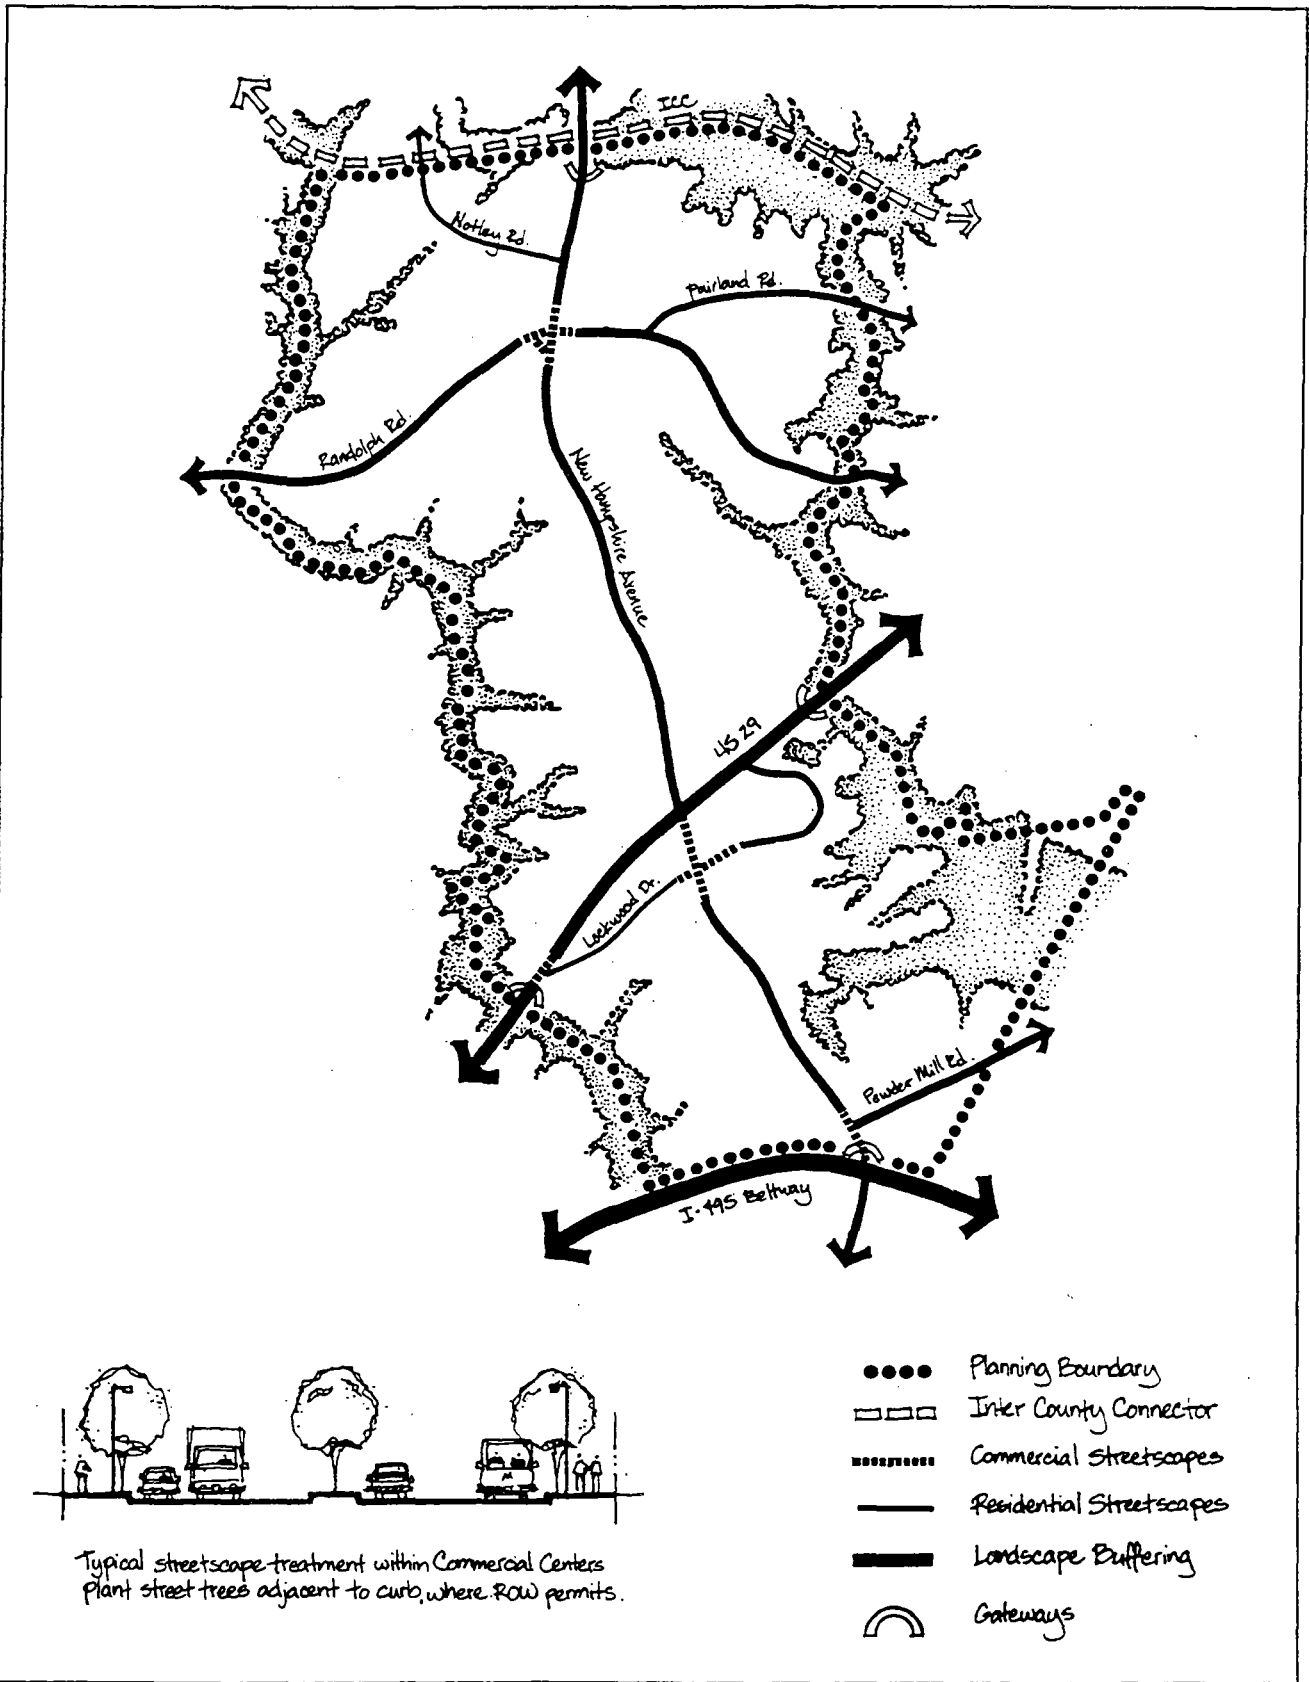 ICC
Notley Rd.
Fairland Rd.
Randolph Rd.
New Hampshire Avenue
US 29
Lockwood Dr.
Powder Mill Rd.
I-495 Beltway
Planning Boundary
Inter County Connector
Commercial Streetscapes
Residential Streetscapes
Landscape Buffering
Gateways
Typical streetscape treatment within Commercial Centers
plant street trees adjacent to curb, where ROW permits.